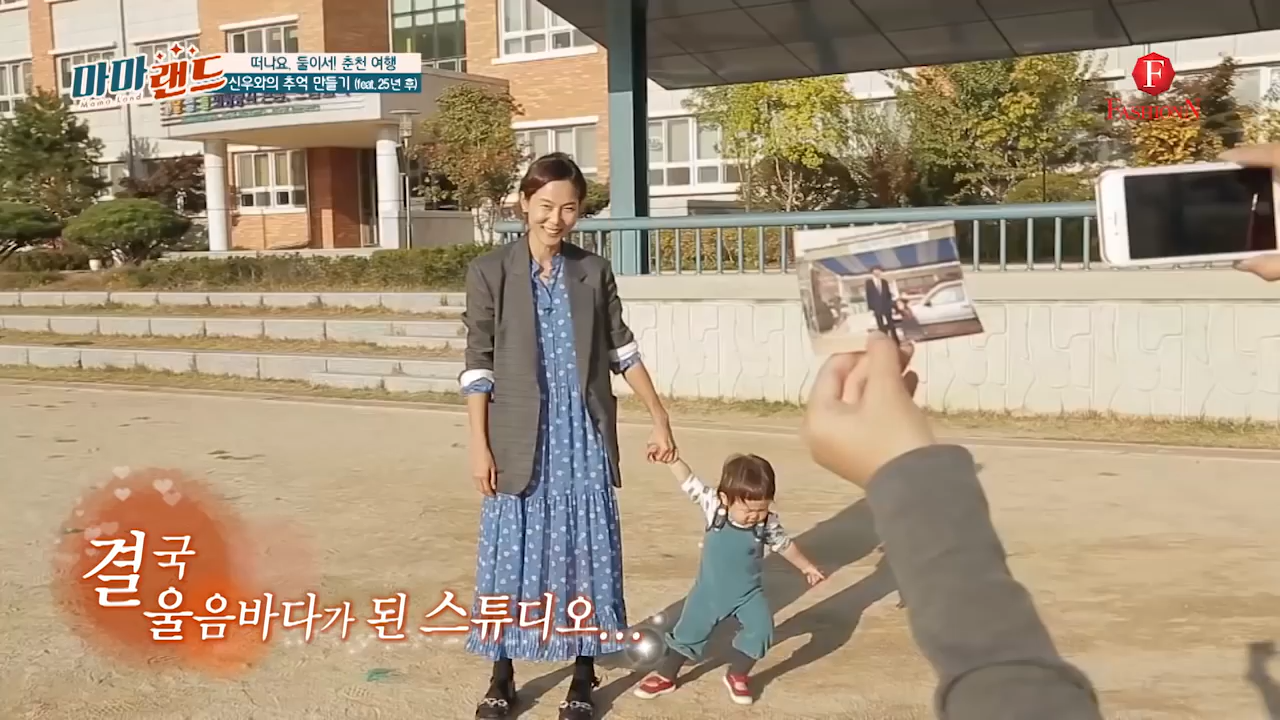 마마랜드
Mama Land
떠나요, 둘이세! 춘천 여행
신우와의 추억 만들기 (feat.25년 후)
F
FASHION N
결국
울음바다가 된 스튜디오...